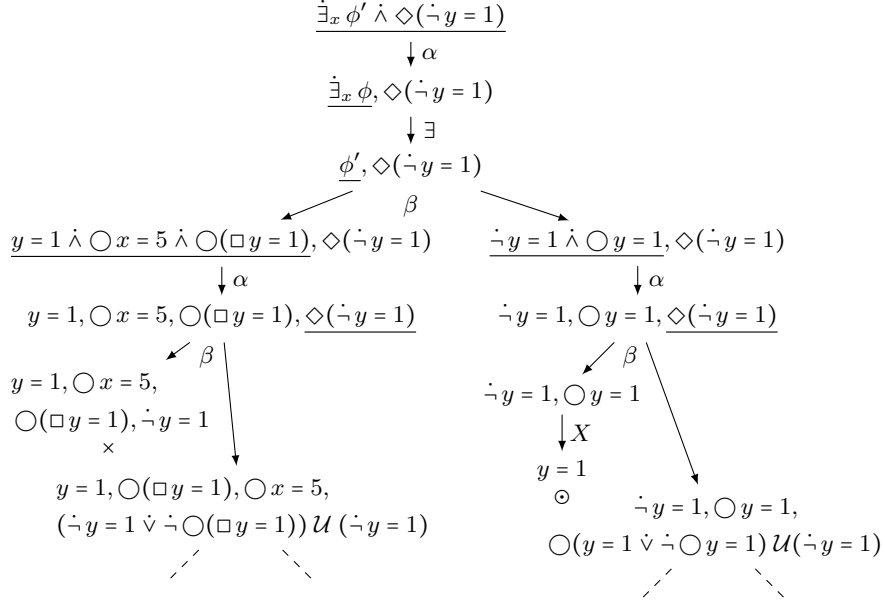 ∃̇ₓ ϕ′ ∧̇ ◇(¬̇ y = 1)
α
∃̇ₓ ϕ, ◇(¬̇ y = 1)
∃
ϕ′, ◇(¬̇ y = 1)
β
y = 1 ∧̇ ◯ x = 5 ∧̇ ◯(□ y = 1), ◇(¬̇ y = 1)
¬̇ y = 1 ∧̇ ◯ y = 1, ◇(¬̇ y = 1)
α
α
y = 1, ◯ x = 5, ◯(□ y = 1), ◇(¬̇ y = 1)
¬̇ y = 1, ◯ y = 1, ◇(¬̇ y = 1)
β
β
y = 1, ◯ x = 5,
◯(□ y = 1), ¬̇ y = 1
×
¬̇ y = 1, ◯ y = 1
X
y = 1
⊙
y = 1, ◯(□ y = 1), ◯ x = 5,
(¬̇ y = 1 ∨̇ ¬̇ ◯(□ y = 1)) 𝒰 (¬̇ y = 1)
¬̇ y = 1, ◯ y = 1,
◯(y = 1 ∨̇ ¬̇ ◯ y = 1) 𝒰(¬̇ y = 1)